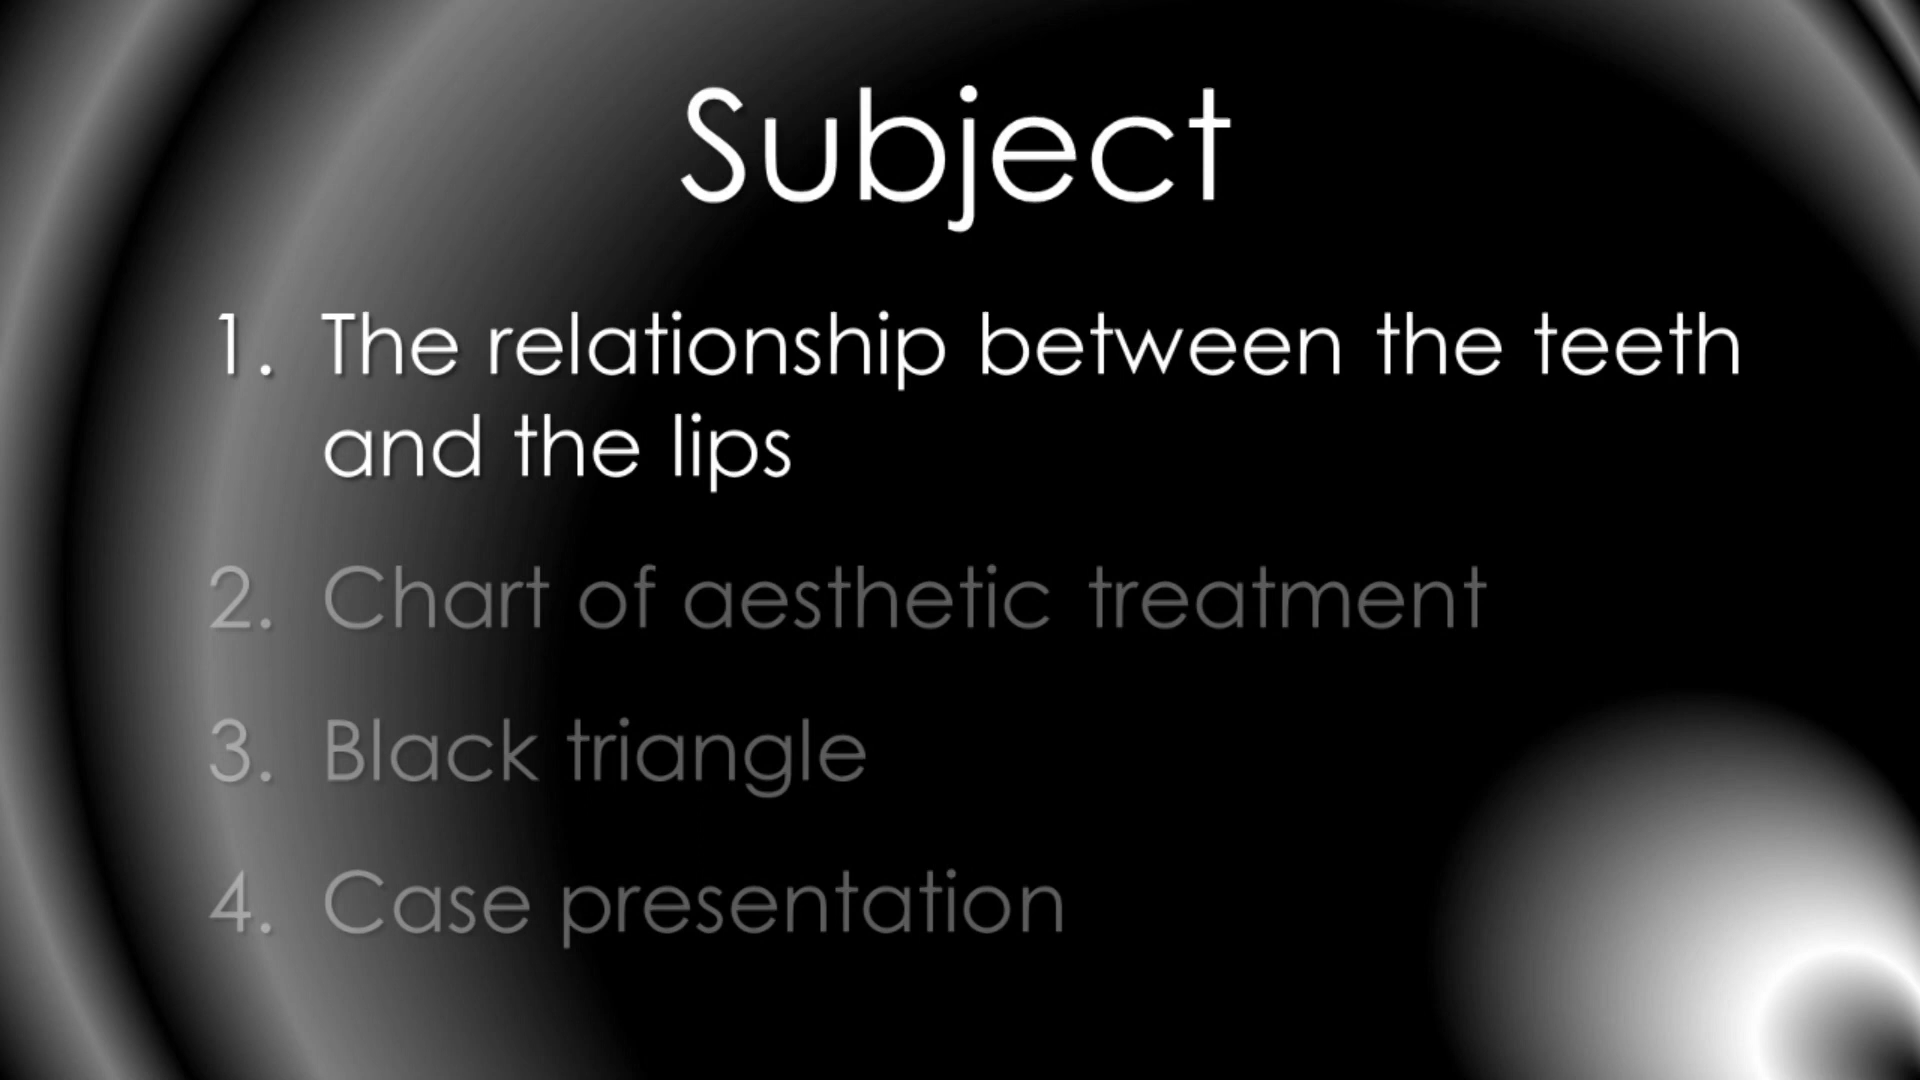 Subject
1. The relationship between the teeth
and the lips
2. Chart of aesthetic treatment
3. Black triangle
4. Case presentation